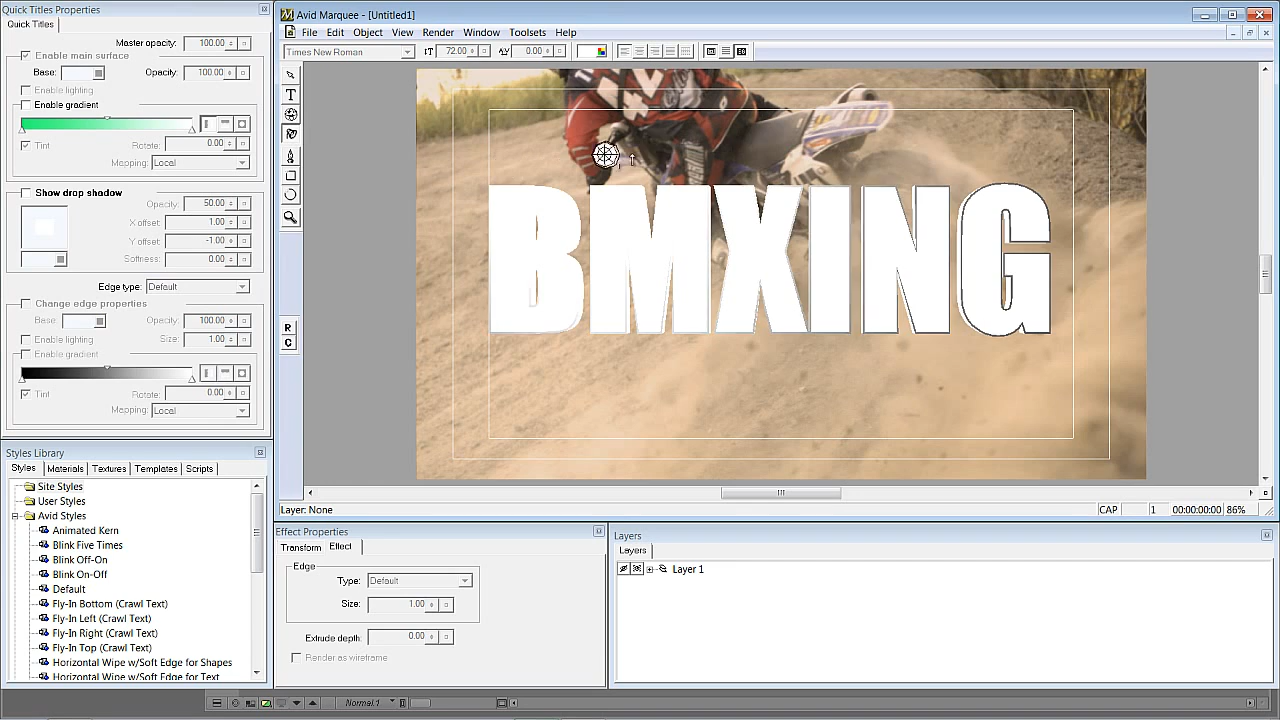 Quick Titles Properties
Quick Titles
Master opacity: 100.00
Enable main surface
Base: Opacity: 100.00
Enable lighting
Enable gradient
Tint Rotate: 0.00
Mapping: Local
Show drop shadow
Opacity: 50.00
X offset: 1.00
Y offset: -1.00
Softness: 0.00
Edge type: Default
Change edge properties
Base: Opacity: 100.00
Enable lighting Size: 1.00
Enable gradient
Tint Rotate: 0.00
Mapping: Local
Styles Library
Styles Materials Textures Templates Scripts
Site Styles
User Styles
Avid Styles
Animated Kern
Blink Five Times
Blink Off-On
Blink On-Off
Default
Fly-In Bottom (Crawl Text)
Fly-In Left (Crawl Text)
Fly-In Right (Crawl Text)
Fly-In Top (Crawl Text)
Horizontal Wipe w/Soft Edge for Shapes
Horizontal Wipe w/Soft Edge for Text
Avid Marquee - [Untitled1]
File Edit Object View Render Window Toolsets Help
Times New Roman T 72.00 AV 0.00
T
R
C
BMXING
Layer: None CAP 1 00:00:00:00 86%
Effect Properties
Transform Effect
Edge
Type: Default
Size: 1.00
Extrude depth: 0.00
Render as wireframe
Layers
Layers
Layer 1
Normal.1